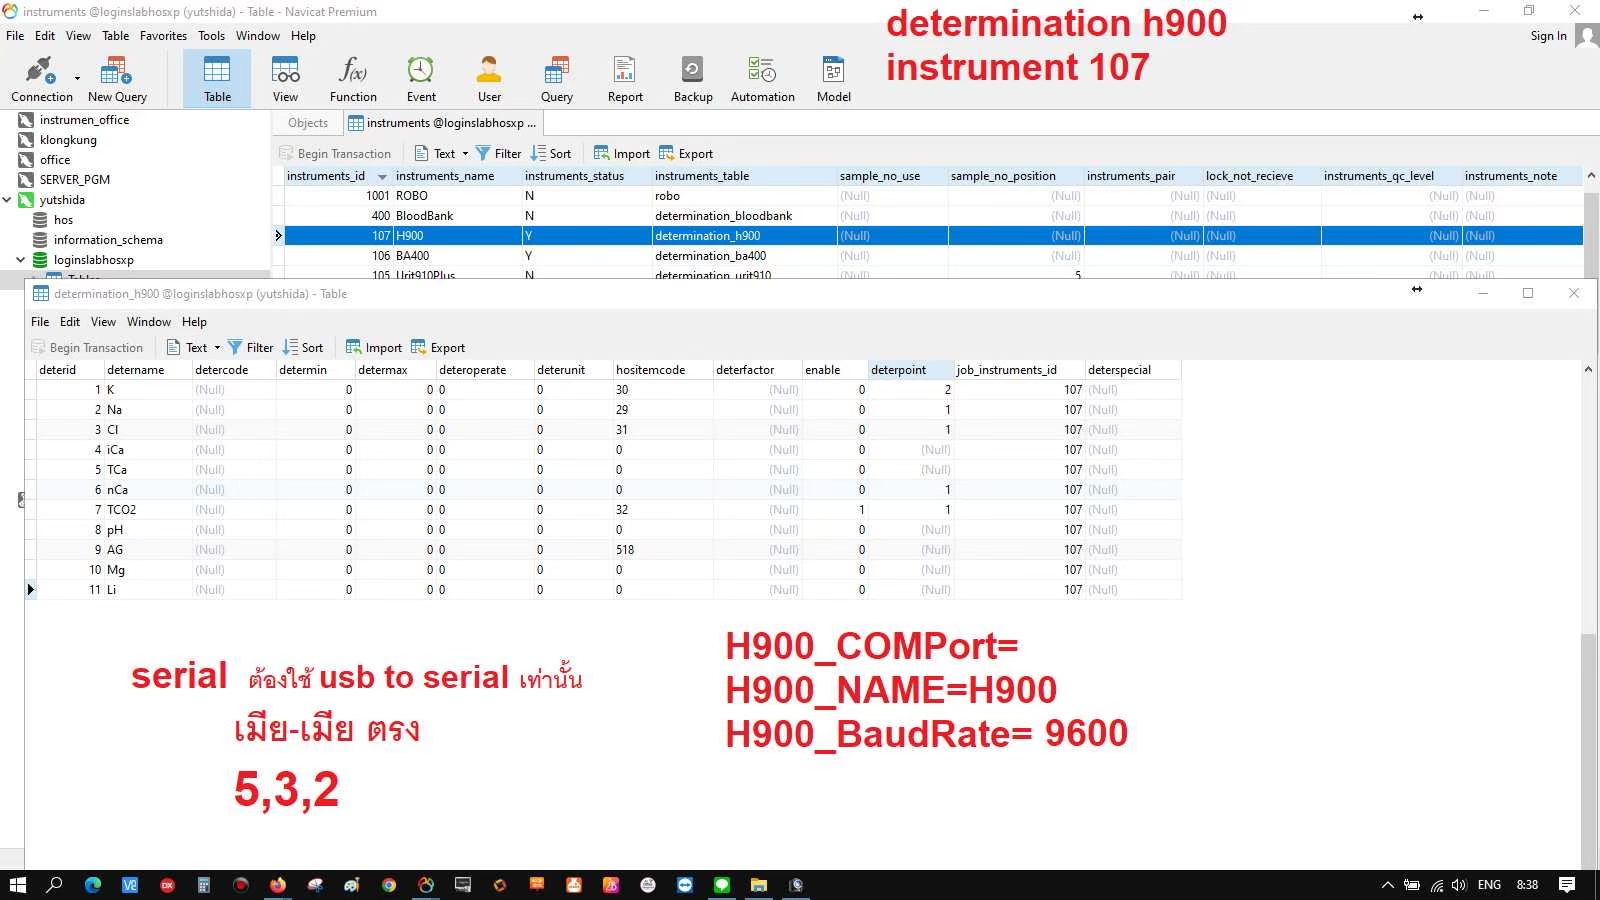 instruments @loginslabhosxp (yutshida) - Table - Navicat Premium
determination h900
instrument 107
File Edit View Table Favorites Tools Window Help
Sign In
Connection New Query Table View Function Event User Query Report Backup Automation Model
instrumen_office
klongkung
office
SERVER_PGM
yutshida
hos
information_schema
loginslabhosxp
Tables
Objects instruments @loginslabhosxp ...
Begin Transaction Text Filter Sort Import Export
instruments_id instruments_name instruments_status instruments_table sample_no_use sample_no_position instruments_pair lock_not_recieve instruments_qc_level instruments_note
1001 ROBO N robo (Null) (Null) (Null) (Null) (Null) (Null)
400 BloodBank N determination_bloodbank (Null) (Null) (Null) (Null) (Null) (Null)
107 H900 Y determination_h900 (Null) (Null) (Null) (Null) (Null) (Null)
106 BA400 Y determination_ba400 (Null) (Null) (Null) (Null) (Null) (Null)
105 Urit910Plus N determination_urit910 (Null) 5 (Null) (Null) (Null) (Null)
determination_h900 @loginslabhosxp (yutshida) - Table
File Edit View Window Help
Begin Transaction Text Filter Sort Import Export
deterid detername detercode determin determax deteroperate deterunit hositemcode deterfactor enable deterpoint job_instruments_id deterspecial
1 K (Null) 0 0 0 0 30 (Null) 0 2 107 (Null)
2 Na (Null) 0 0 0 0 29 (Null) 0 1 107 (Null)
3 Cl (Null) 0 0 0 0 31 (Null) 0 1 107 (Null)
4 iCa (Null) 0 0 0 0 0 (Null) 0 (Null) 107 (Null)
5 TCa (Null) 0 0 0 0 0 (Null) 0 (Null) 107 (Null)
6 nCa (Null) 0 0 0 0 0 (Null) 0 1 107 (Null)
7 TCO2 (Null) 0 0 0 0 32 (Null) 1 1 107 (Null)
8 pH (Null) 0 0 0 0 0 (Null) 0 (Null) 107 (Null)
9 AG (Null) 0 0 0 0 518 (Null) 0 (Null) 107 (Null)
10 Mg (Null) 0 0 0 0 0 (Null) 0 (Null) 107 (Null)
11 Li (Null) 0 0 0 0 0 (Null) 0 (Null) 107 (Null)
serial ต้องใช้ usb to serial เท่านั้น
เมีย-เมีย ตรง
5,3,2
H900_COMPort=
H900_NAME=H900
H900_BaudRate= 9600
ENG 8:38